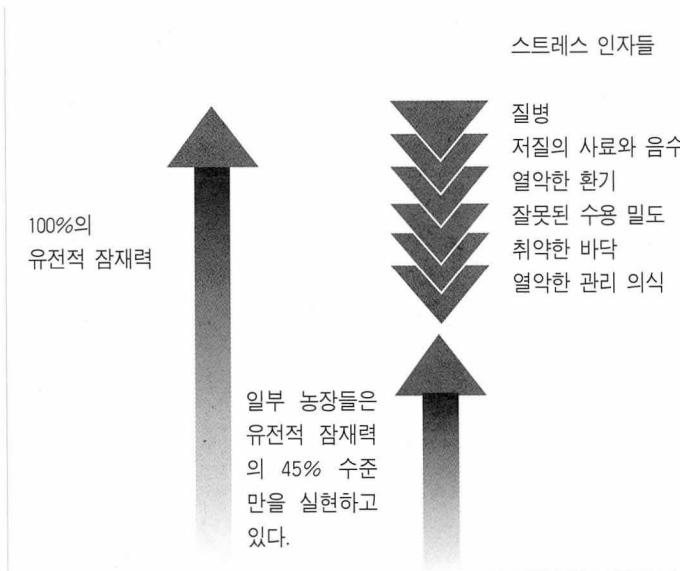 스트레스 인자들
질병
저질의 사료와 음수
열악한 환기
잘못된 수용 밀도
취약한 바닥
열악한 관리 의식
100%의
유전적 잠재력
일부 농장들은
유전적 잠재력
의 45% 수준
만을 실현하고
있다.